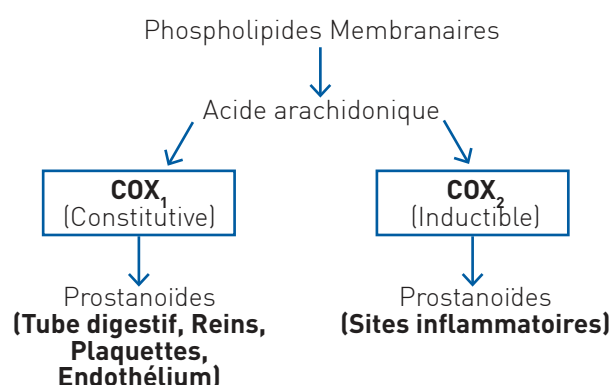 Phospholipides Membranaires
Acide arachidonique
COX1
(Constitutive)
COX2
(Inductible)
Prostanoïdes
(Tube digestif, Reins,
Plaquettes,
Endothélium)
Prostanoïdes
(Sites inflammatoires)